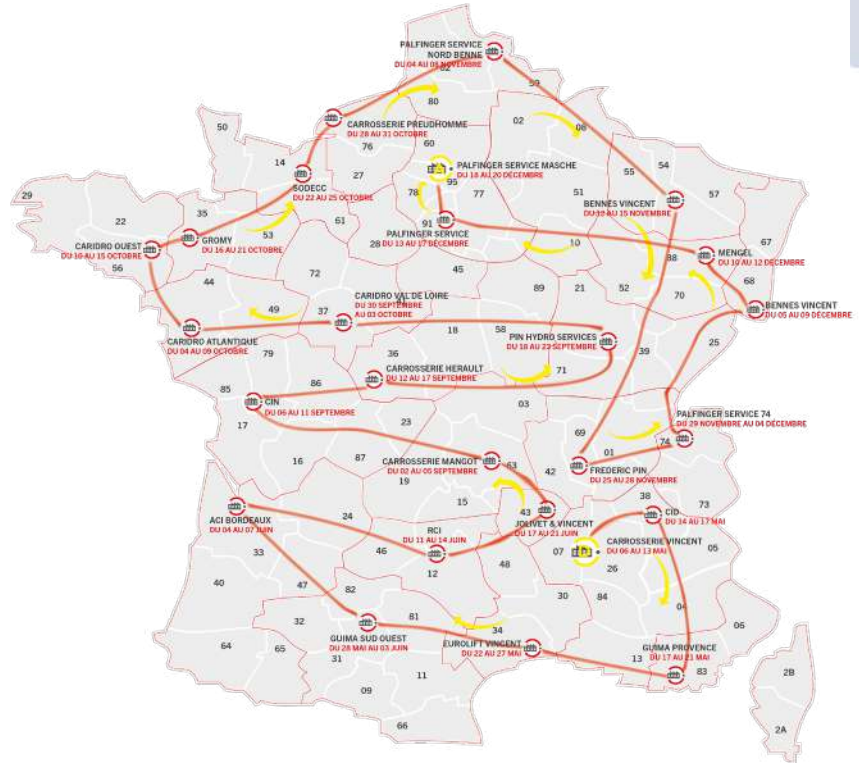 PALFINGER SERVICE
NORD BENNE
DU 04 AU 08 NOVEMBRE
62
59
50
80
CARROSSERIE PREUDHOMME
DU 28 AU 31 OCTOBRE
76
02
08
60
14
27
PALFINGER SERVICE MASCHE
DU 18 AU 20 DÉCEMBRE
95
55
54
57
SODECC
DU 22 AU 25 OCTOBRE
78
77
51
29
22
35
61
BENNES VINCENT
DU 12 AU 15 NOVEMBRE
91
53
28
GROMY
DU 16 AU 21 OCTOBRE
PALFINGER SERVICE
DU 13 AU 17 DÉCEMBRE
10
67
CARIDRO OUEST
DU 10 AU 15 OCTOBRE
56
72
45
88
MENGEL
DU 10 AU 12 DÉCEMBRE
68
44
49
37
CARIDRO VAL DE LOIRE
DU 30 SEPTEMBRE
AU 03 OCTOBRE
89
21
52
70
BENNES VINCENT
DU 05 AU 09 DÉCEMBRE
CARIDRO ATLANTIQUE
DU 04 AU 09 OCTOBRE
18
58
PIN HYDRO SERVICES
DU 18 AU 23 SEPTEMBRE
25
79
36
39
CARROSSERIE HERAULT
DU 12 AU 17 SEPTEMBRE
71
85
86
CIN
DU 06 AU 11 SEPTEMBRE
03
17
23
PALFINGER SERVICE 74
DU 29 NOVEMBRE AU 04 DÉCEMBRE
69
74
01
16
87
CARROSSERIE MANGOT
DU 02 AU 05 SEPTEMBRE
63
42
FREDERIC PIN
DU 25 AU 28 NOVEMBRE
19
15
43
38
73
ACI BORDEAUX
DU 04 AU 07 JUIN
24
RCI
DU 11 AU 14 JUIN
JOLIVET & VINCENT
DU 17 AU 21 JUIN
CID
DU 14 AU 17 MAI
33
46
12
48
07
CARROSSERIE VINCENT
DU 06 AU 13 MAI
05
26
40
47
82
30
84
04
32
81
34
06
GUIMA SUD OUEST
DU 28 MAI AU 03 JUIN
64
65
31
EUROLIFT VINCENT
DU 22 AU 27 MAI
13
GUIMA PROVENCE
DU 17 AU 21 MAI
83
11
09
66
2B
2A